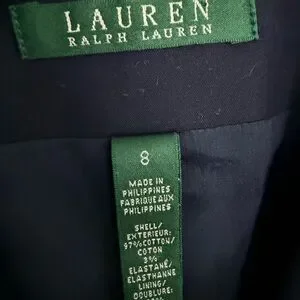 LAUREN
RALPH LAUREN
8
MADE IN
PHILIPPINES
FABRIQUE AUX
PHILIPPINES
SHELL/
EXTERIEUR:
97% COTTON/
COTON
3%
ELASTANE/
ELASTHANNE
LINING/
DOUBLURE: